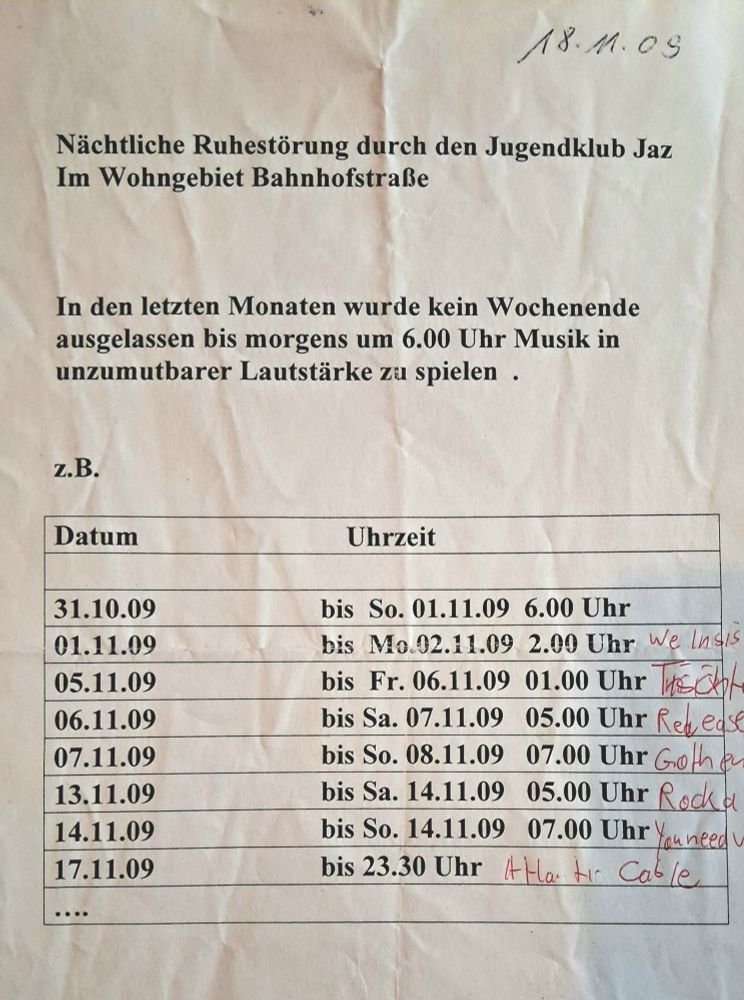 18.11.09
Nächtliche Ruhestörung durch den Jugendklub Jaz
Im Wohngebiet Bahnhofstraße
In den letzten Monaten wurde kein Wochenende
ausgelassen bis morgens um 6.00 Uhr Musik in
unzumutbarer Lautstärke zu spielen .
z.B.
Datum Uhrzeit
31.10.09 bis So. 01.11.09 6.00 Uhr
01.11.09 bis Mo.02.11.09 2.00 Uhr We Insis
05.11.09 bis Fr. 06.11.09 01.00 Uhr
06.11.09 bis Sa. 07.11.09 05.00 Uhr Release
07.11.09 bis So. 08.11.09 07.00 Uhr Gothen
13.11.09 bis Sa. 14.11.09 05.00 Uhr Rock
14.11.09 bis So. 14.11.09 07.00 Uhr You need
17.11.09 bis 23.30 Uhr Atlantic Cable
....